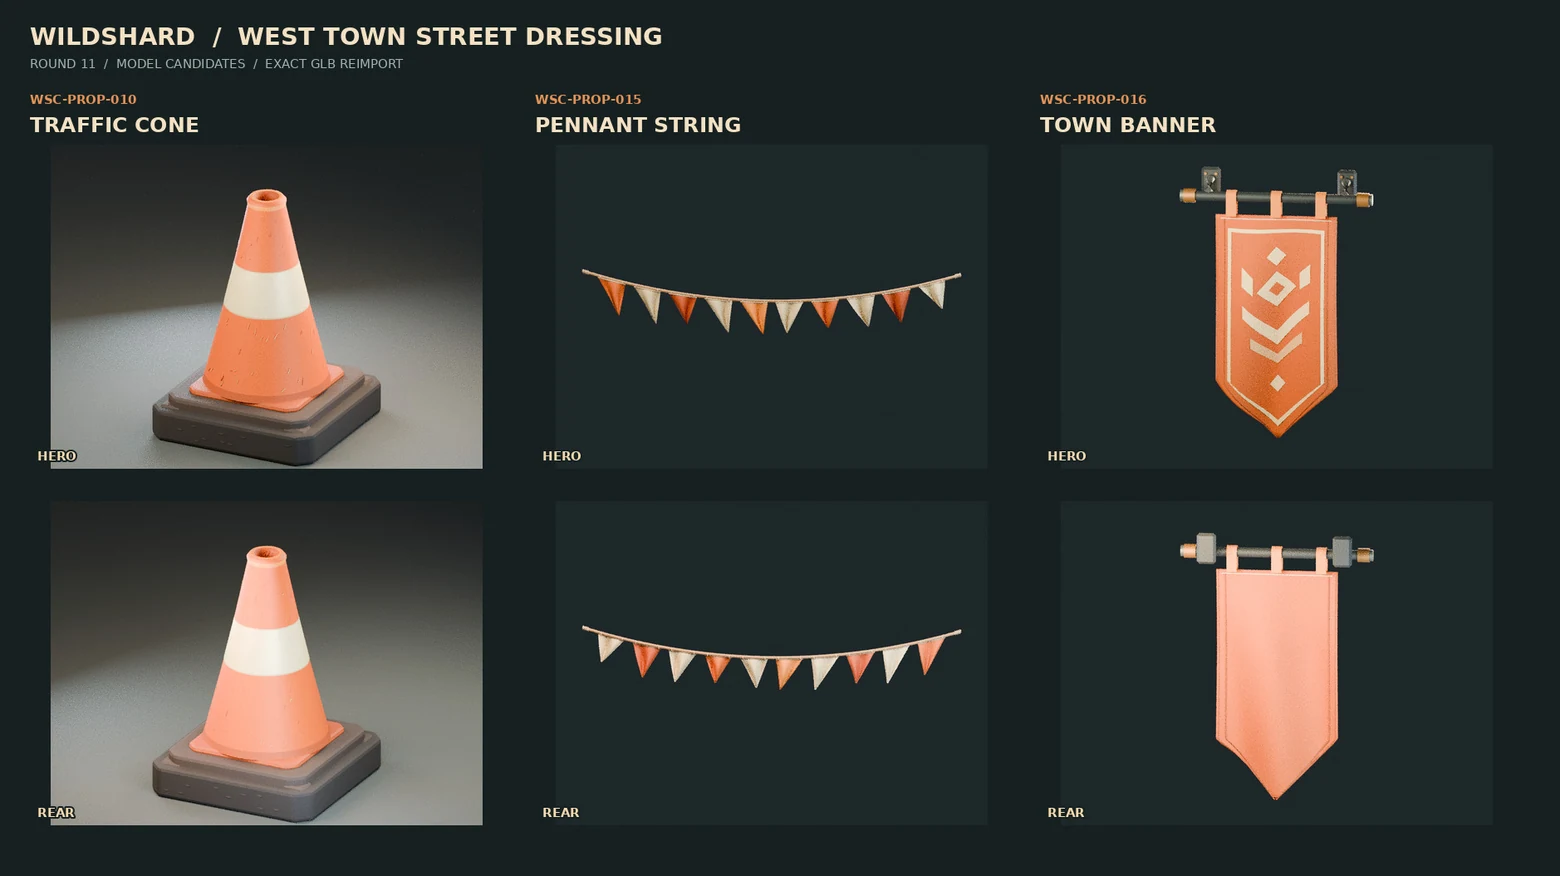 WILDSHARD / WEST TOWN STREET DRESSING
ROUND 11 / MODEL CANDIDATES / EXACT GLB REIMPORT
WSC-PROP-010
TRAFFIC CONE
WSC-PROP-015
PENNANT STRING
WSC-PROP-016
TOWN BANNER
HERO
HERO
HERO
REAR
REAR
REAR